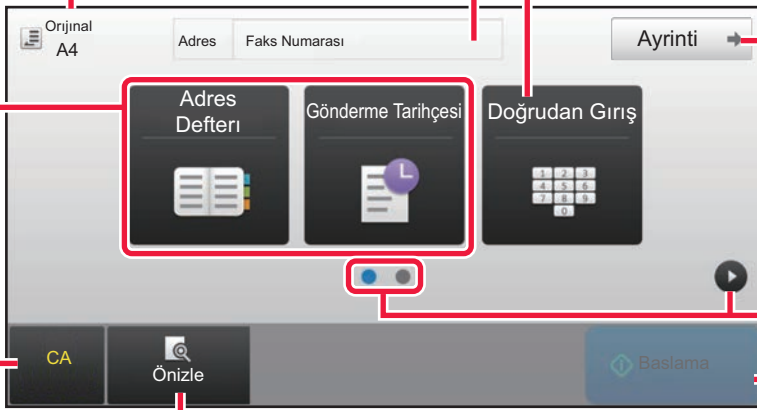 Orıjınal
A4
Adres
Faks Numarası
Ayrinti
Adres
Defterı
Gönderme Tarihçesi
Doğrudan Gırış
1 2 3
4 5 6
7 8 9
0
CA
Önizle
Baslama